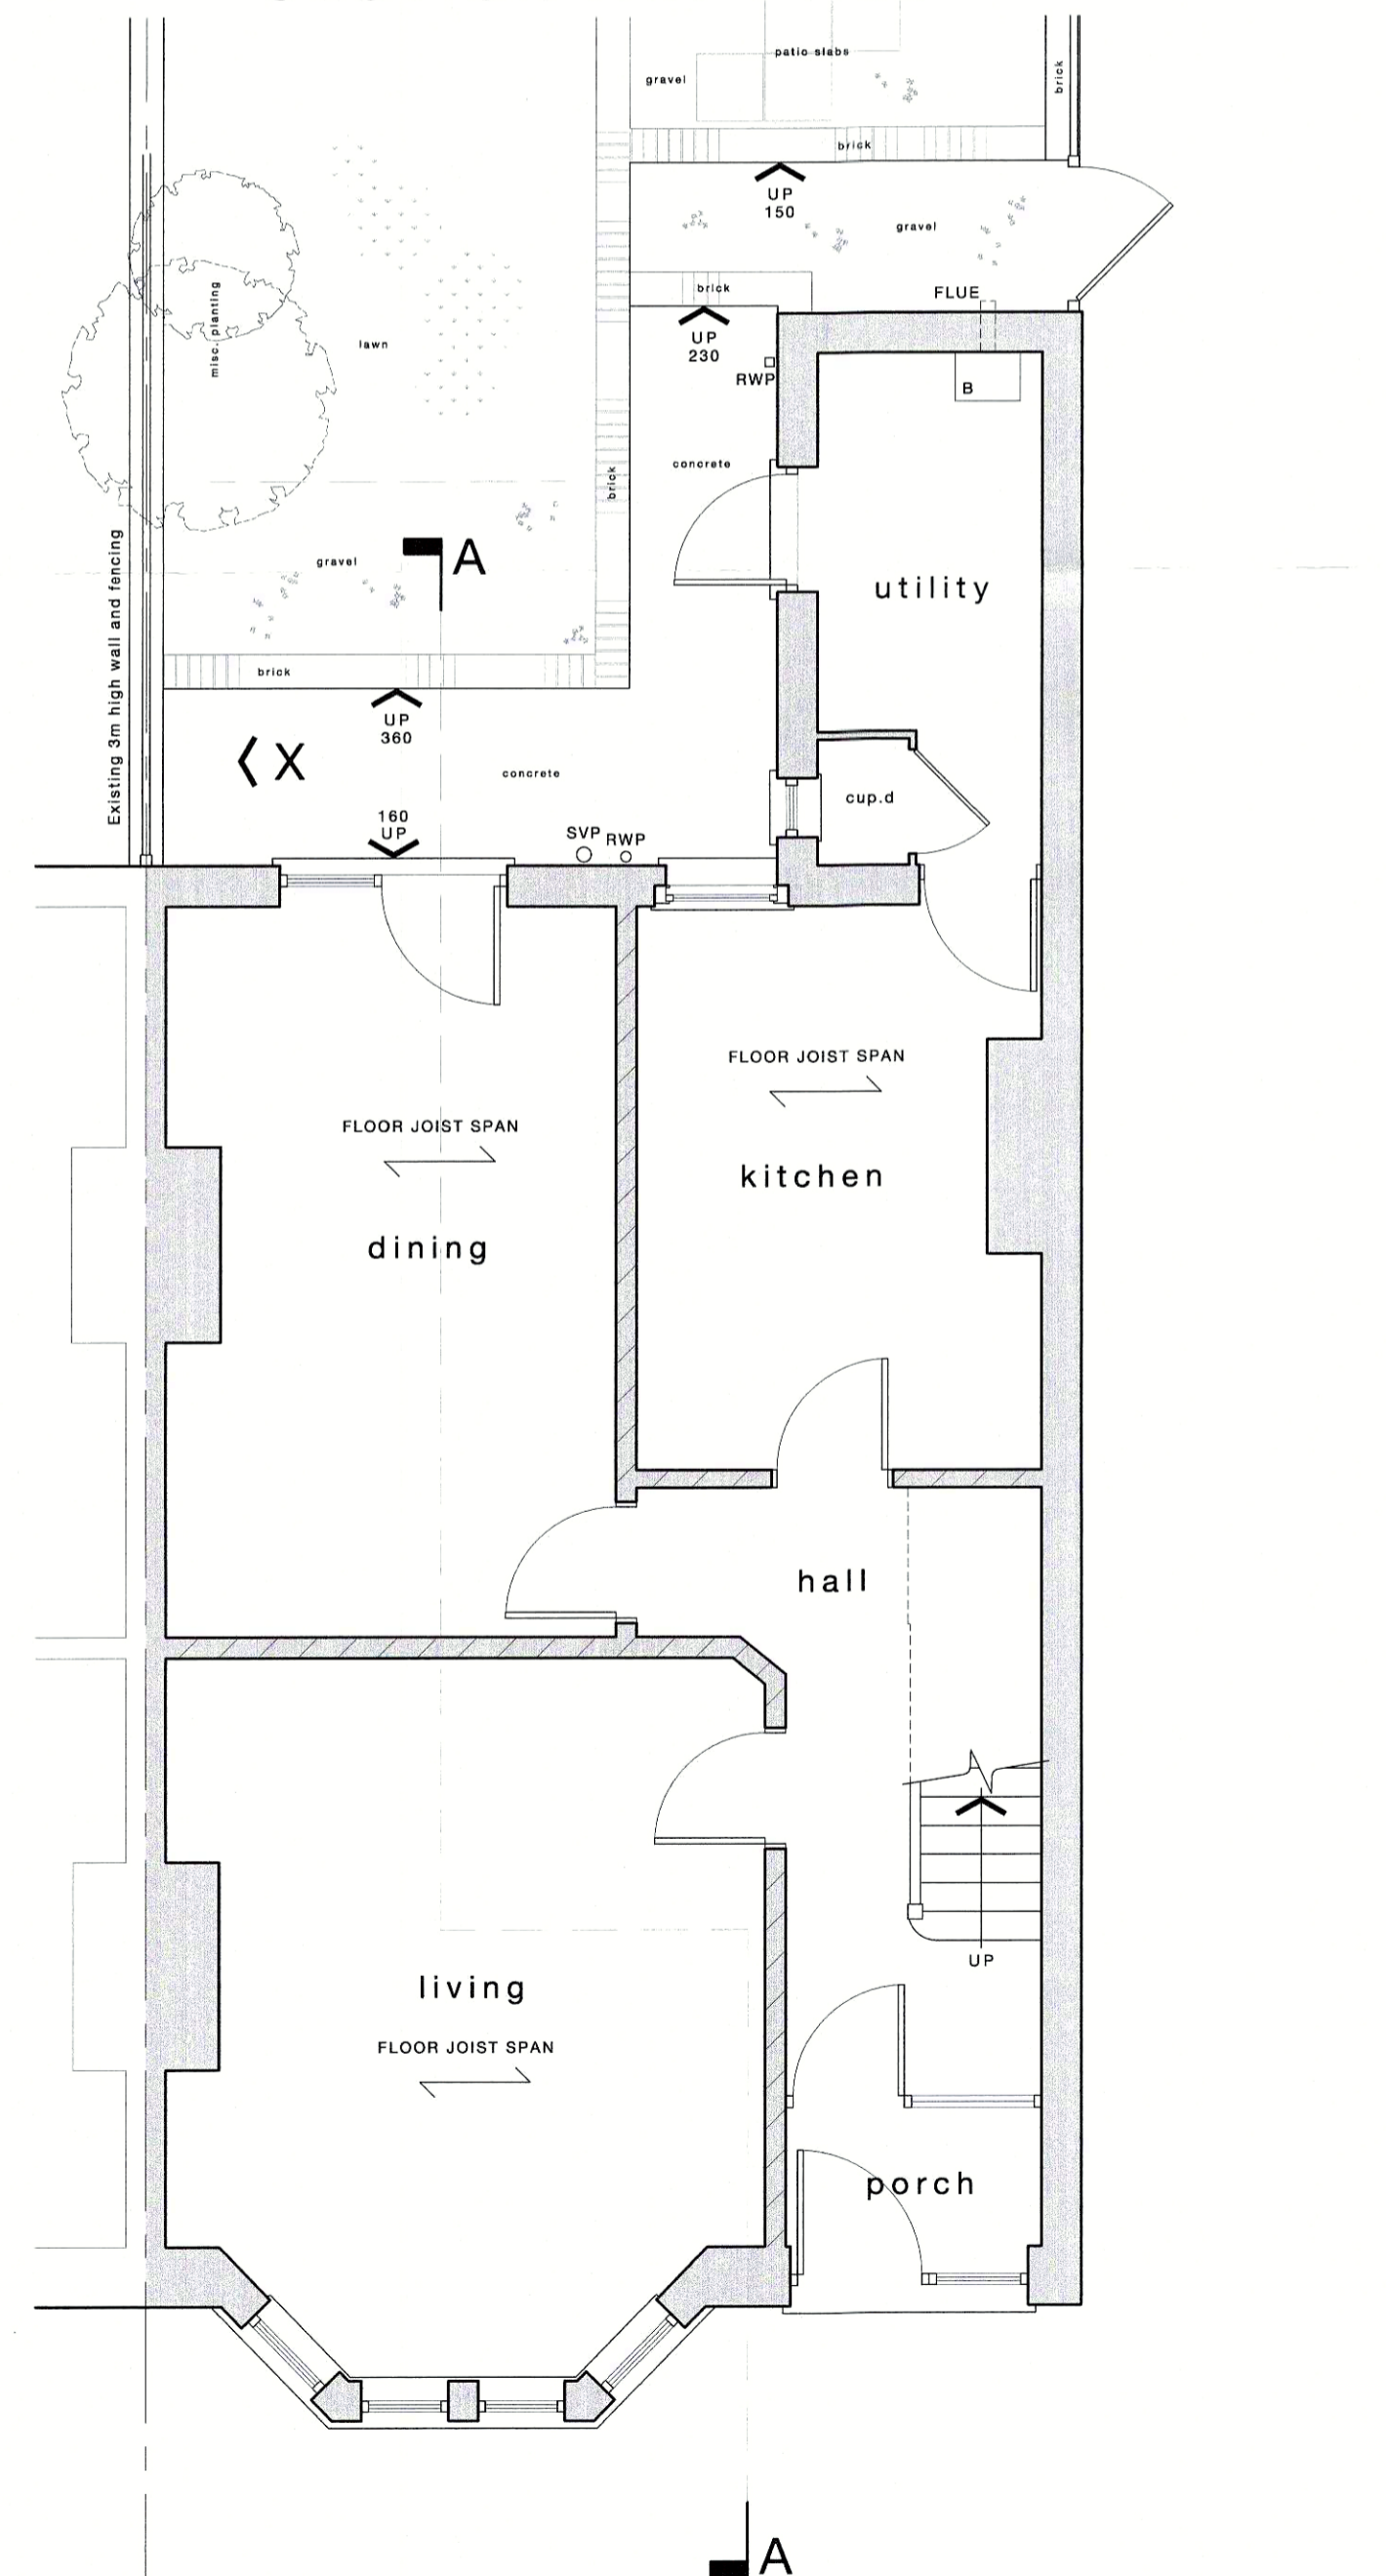 patio slabs
gravel
brick
brick
UP
150
gravel
brick
FLUE
UP
230
RWP
B
misc. planting
lawn
concrete
brick
Existing 3m high wall and fencing
gravel
A
utility
brick
UP
360
X
concrete
cup.d
160
UP
SVP
RWP
FLOOR JOIST SPAN
FLOOR JOIST SPAN
kitchen
dining
hall
UP
living
FLOOR JOIST SPAN
porch
A